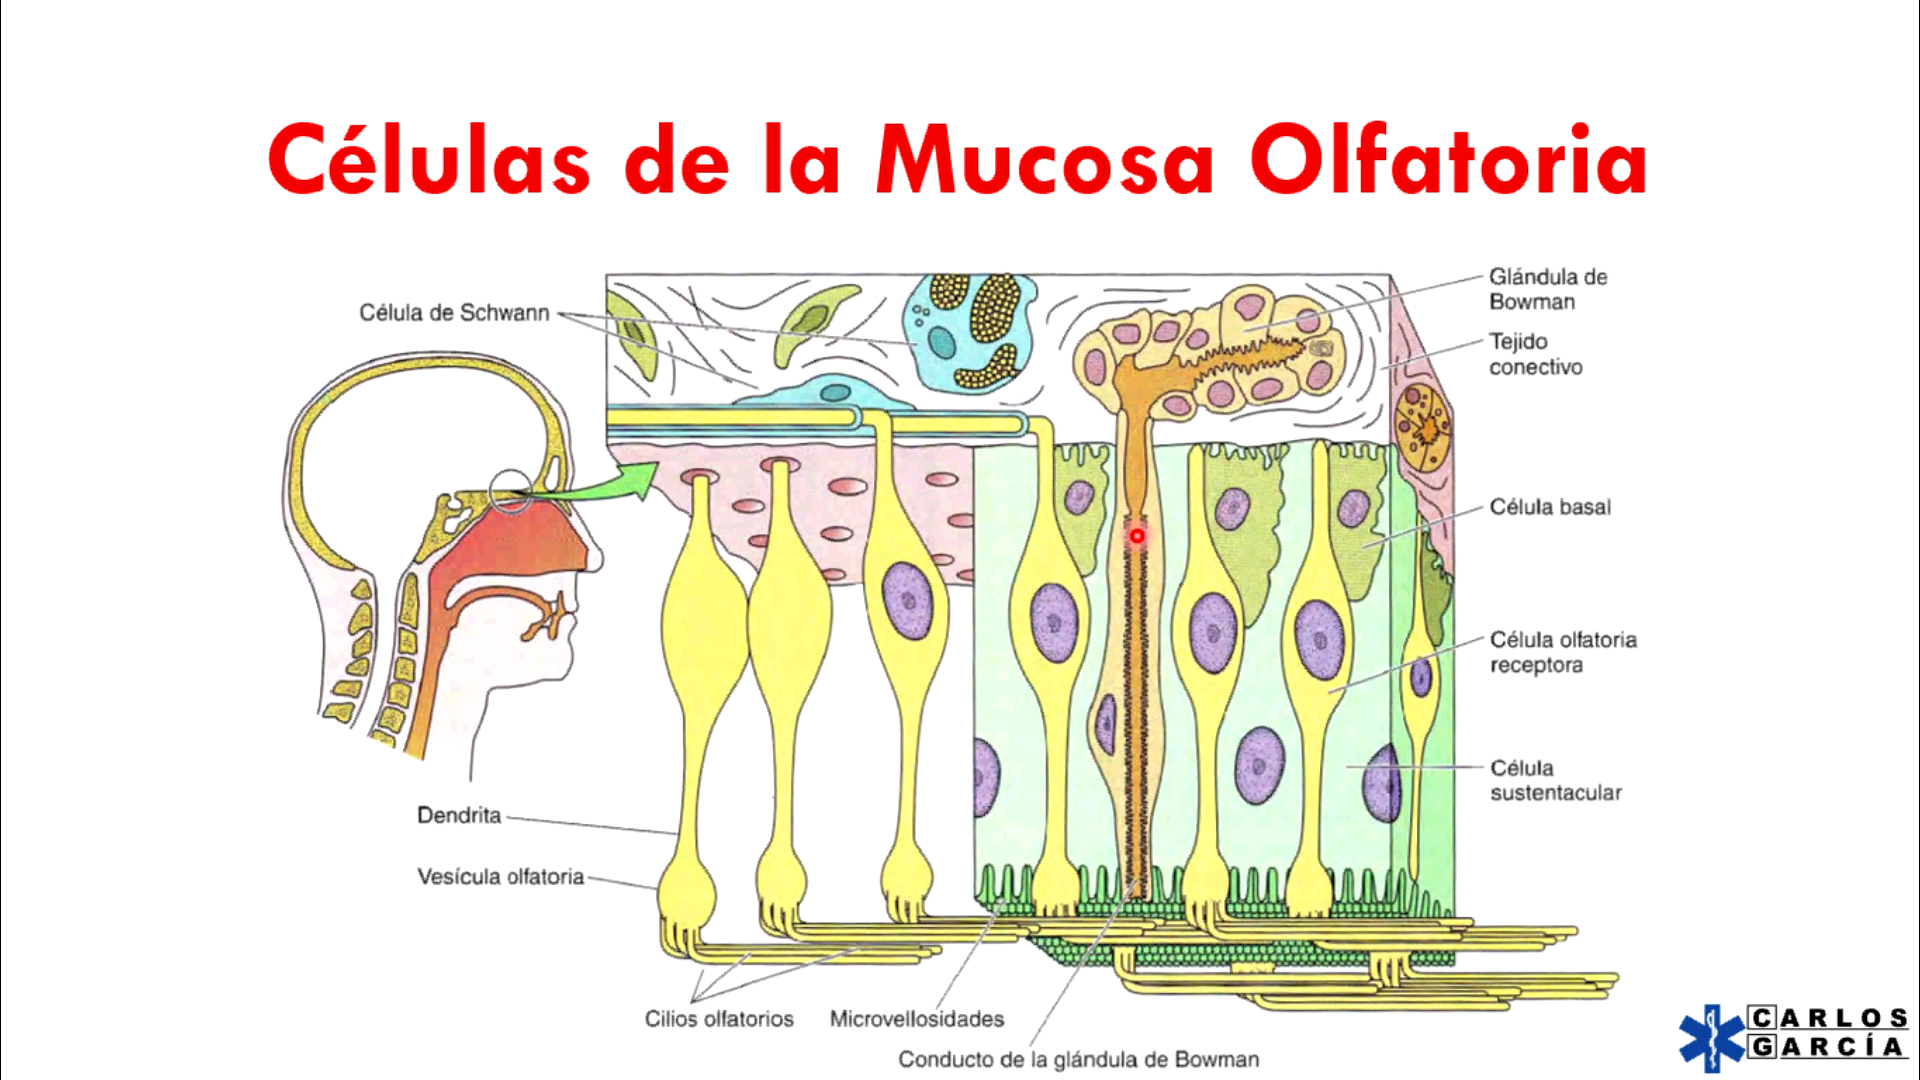 Células de la Mucosa Olfatoria
Célula de Schwann
Glándula de
Bowman
Tejido
conectivo
Célula basal
Célula olfatoria
receptora
Célula
sustentacular
Dendrita
Vesícula olfatoria
Cilios olfatorios
Microvellosidades
Conducto de la glándula de Bowman
CARLOS
GARCÍA